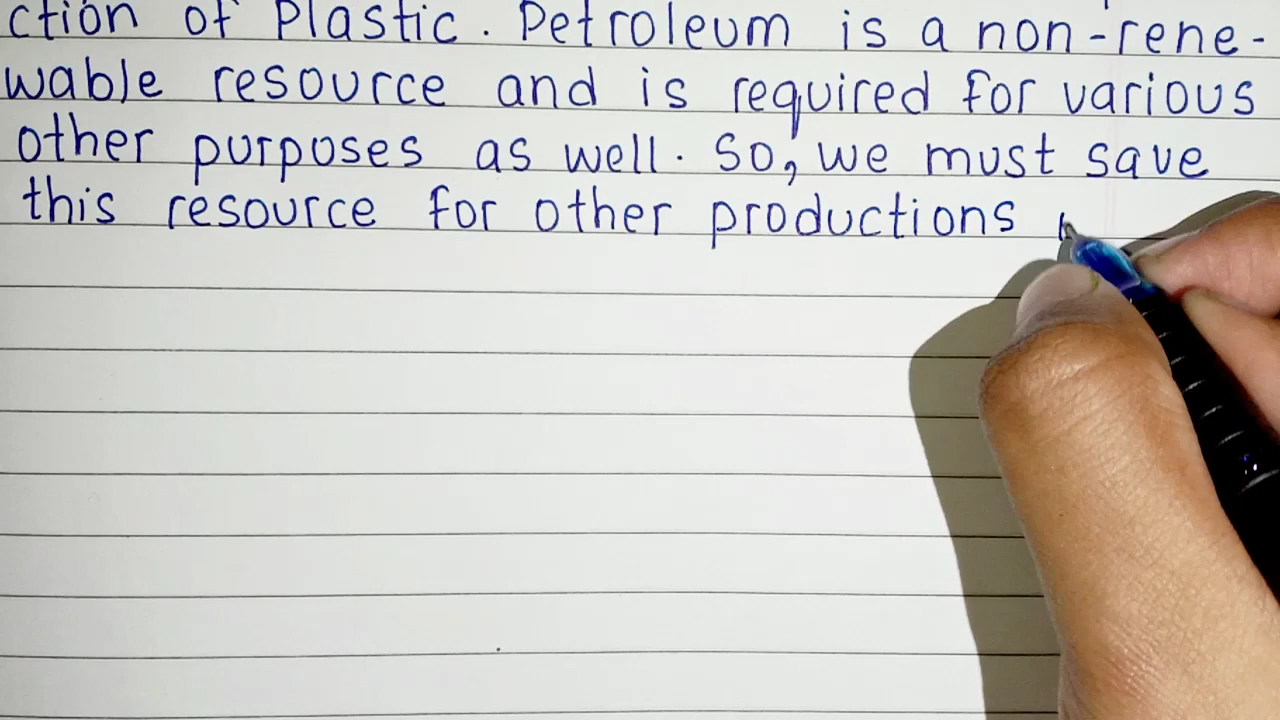 ction of Plastic. Petroleum is a non-rene-
wable resource and is required for various
other purposes as well. So, we must save
this resource for other productions